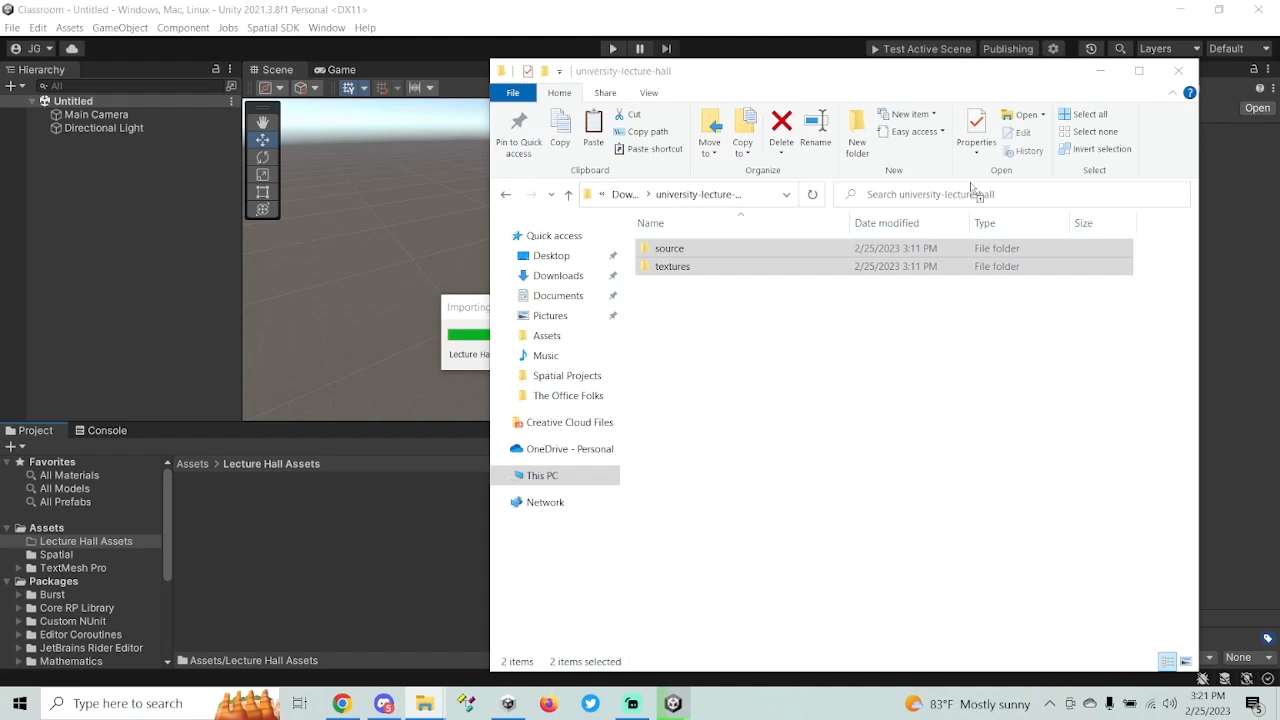 Classroom - Untitled - Windows, Mac, Linux - Unity 2021.3.8f1 Personal <DX11>
File Edit Assets GameObject Component Jobs Spatial SDK Window Help
JG
Test Active Scene Publishing Layers Default
Hierarchy
Scene Game
All
Untitled
Main Camera
Directional Light
Open
Importing
Lecture Ha
university-lecture-hall
File Home Share View
Pin to Quick access
Copy
Paste
Cut
Copy path
Paste shortcut
Clipboard
Move to
Copy to
Delete
Rename
Organize
New folder
New item
Easy access
New
Properties
Open
Edit
History
Open
Select all
Select none
Invert selection
Select
« Dow... > university-lecture-...
Search university-lecture-hall
Name Date modified Type Size
source 2/25/2023 3:11 PM File folder
textures 2/25/2023 3:11 PM File folder
Quick access
Desktop
Downloads
Documents
Pictures
Assets
Music
Spatial Projects
The Office Folks
Creative Cloud Files
OneDrive - Personal
This PC
Network
2 items 2 items selected
Project Console
Favorites
All Materials
All Models
All Prefabs
Assets
Lecture Hall Assets
Spatial
TextMesh Pro
Packages
Burst
Core RP Library
Custom NUnit
Editor Coroutines
JetBrains Rider Editor
Mathematics
Assets > Lecture Hall Assets
Assets/Lecture Hall Assets
None
Type here to search
83°F Mostly sunny
3:21 PM
2/25/2023
5